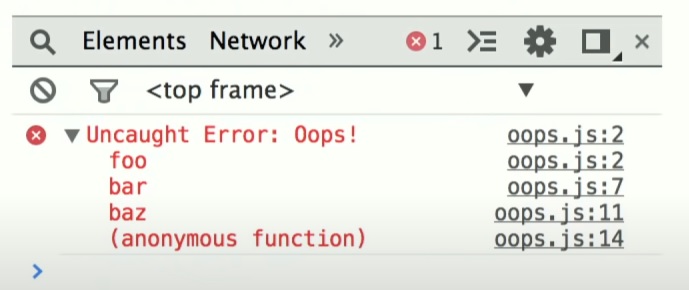 Elements Network » 1
<top frame> ▼
▼Uncaught Error: Oops! oops.js:2
foo oops.js:2
bar oops.js:7
baz oops.js:11
(anonymous function) oops.js:14